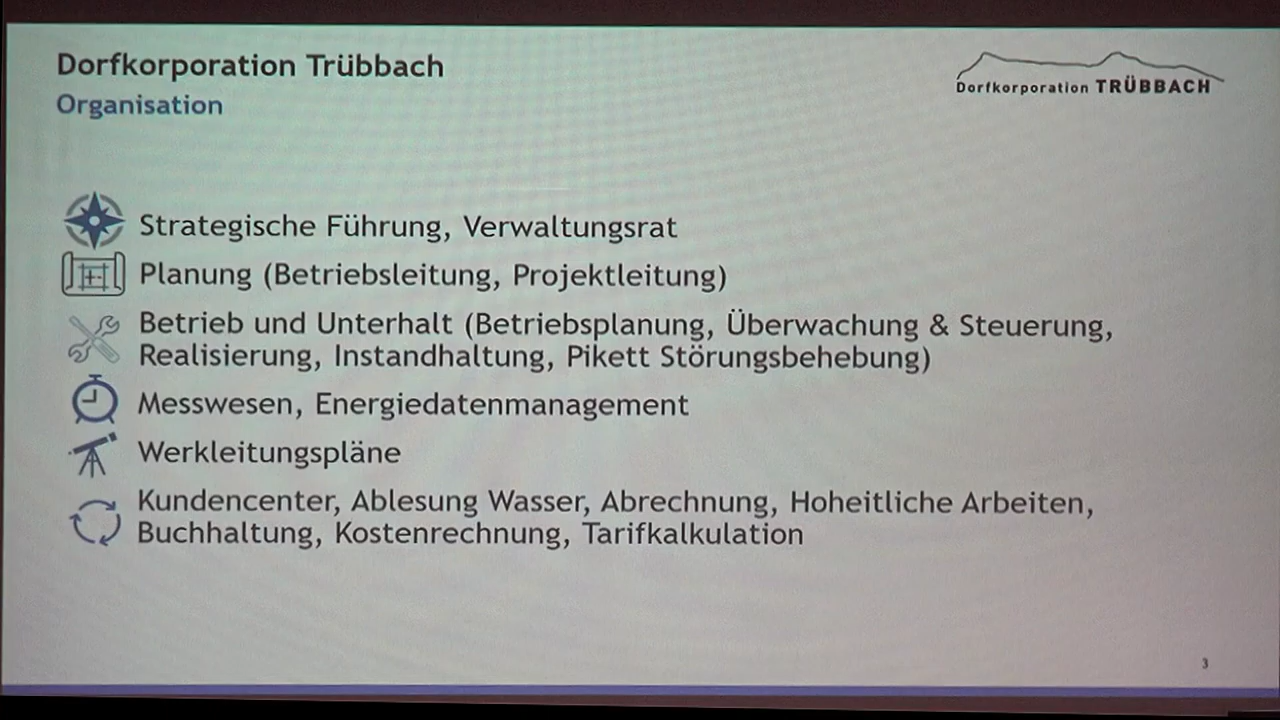 Dorfkorporation Trübbach
Organisation
Dorfkorporation TRÜBBACH
Strategische Führung, Verwaltungsrat
Planung (Betriebsleitung, Projektleitung)
Betrieb und Unterhalt (Betriebsplanung, Überwachung & Steuerung,
Realisierung, Instandhaltung, Pikett Störungsbehebung)
Messwesen, Energiedatenmanagement
Werkleitungspläne
Kundencenter, Ablesung Wasser, Abrechnung, Hoheitliche Arbeiten,
Buchhaltung, Kostenrechnung, Tarifkalkulation
3